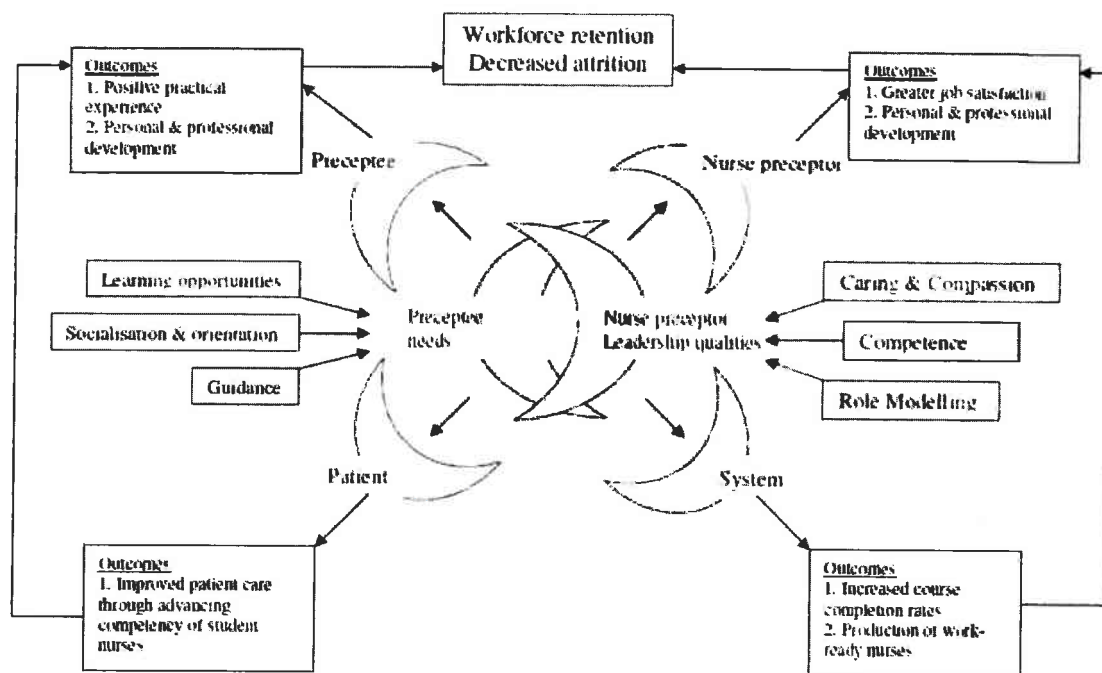 Workforce retention
Decreased attrition
Outcomes
1. Positive practical
experience
2. Personal & professional
development
Outcomes
1. Greater job satisfaction
2. Personal & professional
development
Preceptee
Nurse preceptor
Learning opportunities
Socialisation & orientation
Guidance
Preceptee
needs
Nurse preceptor
Leadership qualities
Caring & Compassion
Competence
Role Modelling
Patient
System
Outcomes
1. Improved patient care
through advancing
competency of student
nurses
Outcomes
1. Increased course
completion rates
2. Production of work-
ready nurses